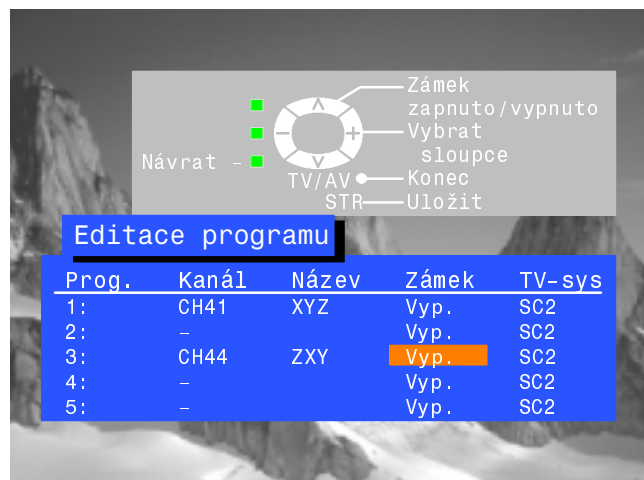 Zámek
zapnuto/vypnuto
Vybrat
sloupce
Návrat –
TV/AV Konec
STR Uložit
Editace programu
Prog. Kanál Název Zámek TV–sys
1: CH41 XYZ Vyp. SC2
2: – Vyp. SC2
3: CH44 ZXY Vyp. SC2
4: – Vyp. SC2
5: – Vyp. SC2